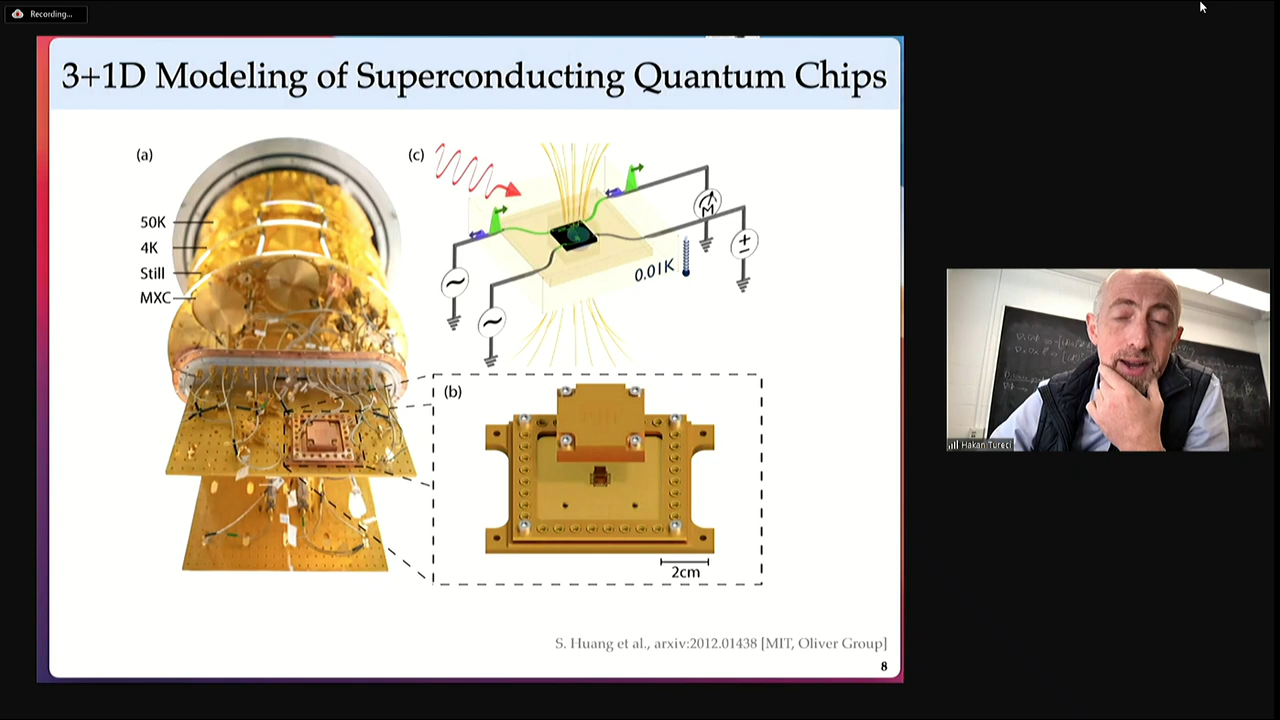 Recording...
3+1D Modeling of Superconducting Quantum Chips
(a)
50K
4K
Still
MXC
(c)
M
0.01K
(b)
2cm
S. Huang et al., arxiv:2012.01438 [MIT, Oliver Group]
8
Hakan Tureci